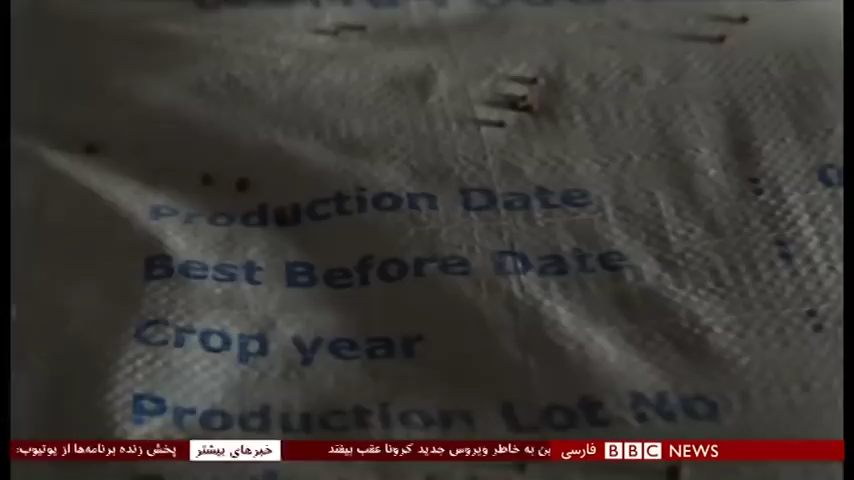 Production Date :
Best Before Date :
Crop year :
Production Lot No
پخش زنده برنامه‌ها از یوتیوب:
خبرهای بیشتر
ین به خاطر ویروس جدید کرونا عقب بیفتد
فارسی BBC NEWS